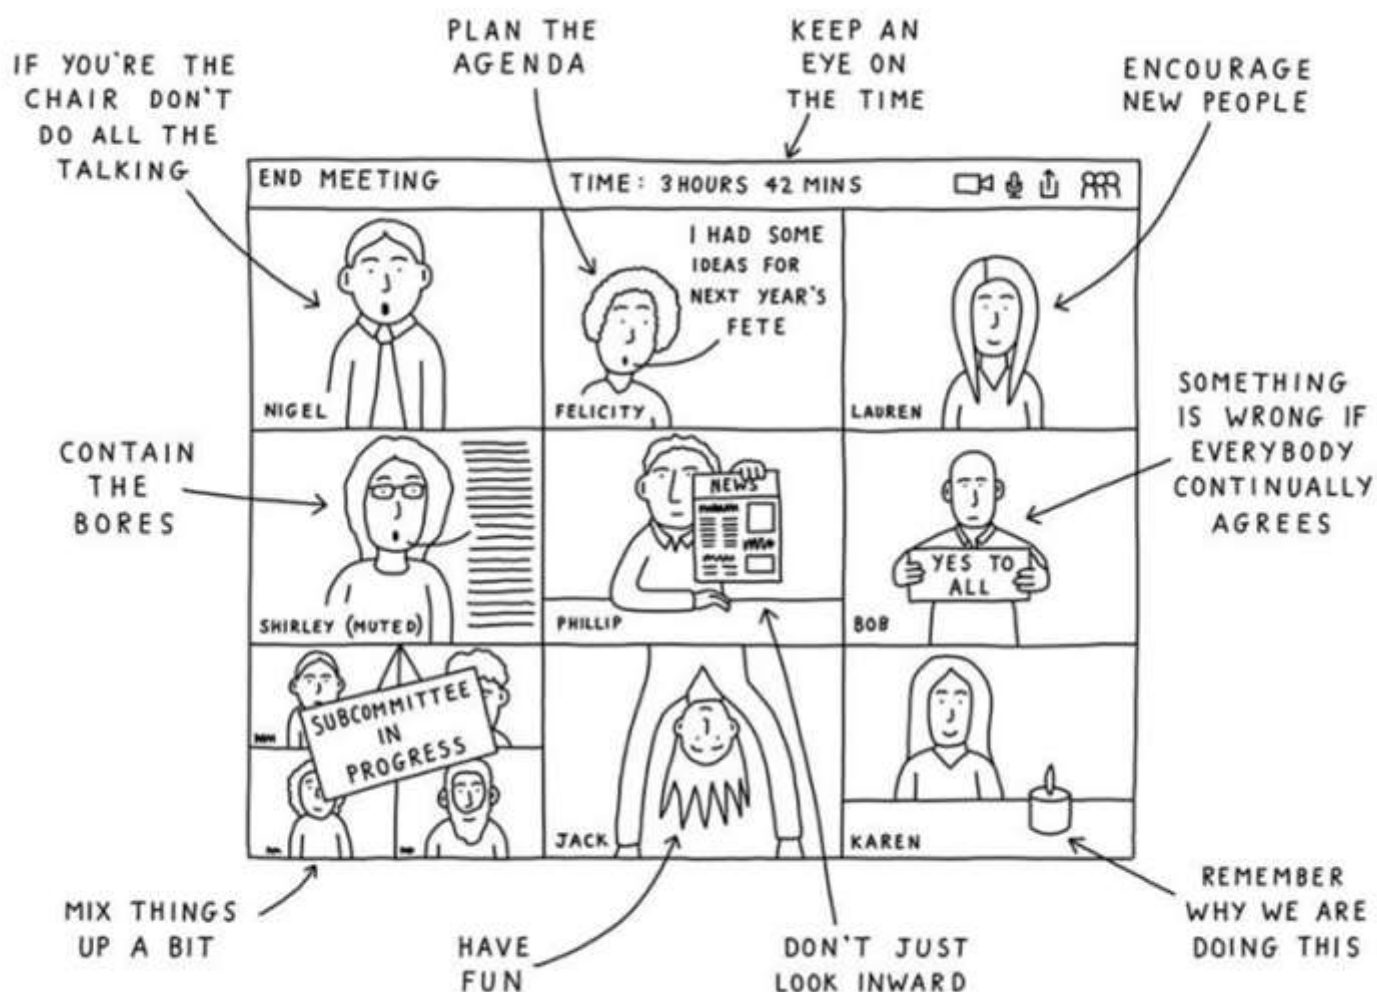 PLAN THE
AGENDA
KEEP AN
EYE ON
THE TIME
IF YOU'RE THE
CHAIR DON'T
DO ALL THE
TALKING
ENCOURAGE
NEW PEOPLE
END MEETING
TIME: 3 HOURS 42 MINS
I HAD SOME
IDEAS FOR
NEXT YEAR'S
FETE
NIGEL
FELICITY
LAUREN
SOMETHING
IS WRONG IF
EVERYBODY
CONTINUALLY
AGREES
CONTAIN
THE
BORES
NEWS
YES TO
ALL
SHIRLEY (MUTED)
PHILLIP
BOB
SUBCOMMITTEE
IN
PROGRESS
JACK
KAREN
MIX THINGS
UP A BIT
HAVE
FUN
DON'T JUST
LOOK INWARD
REMEMBER
WHY WE ARE
DOING THIS